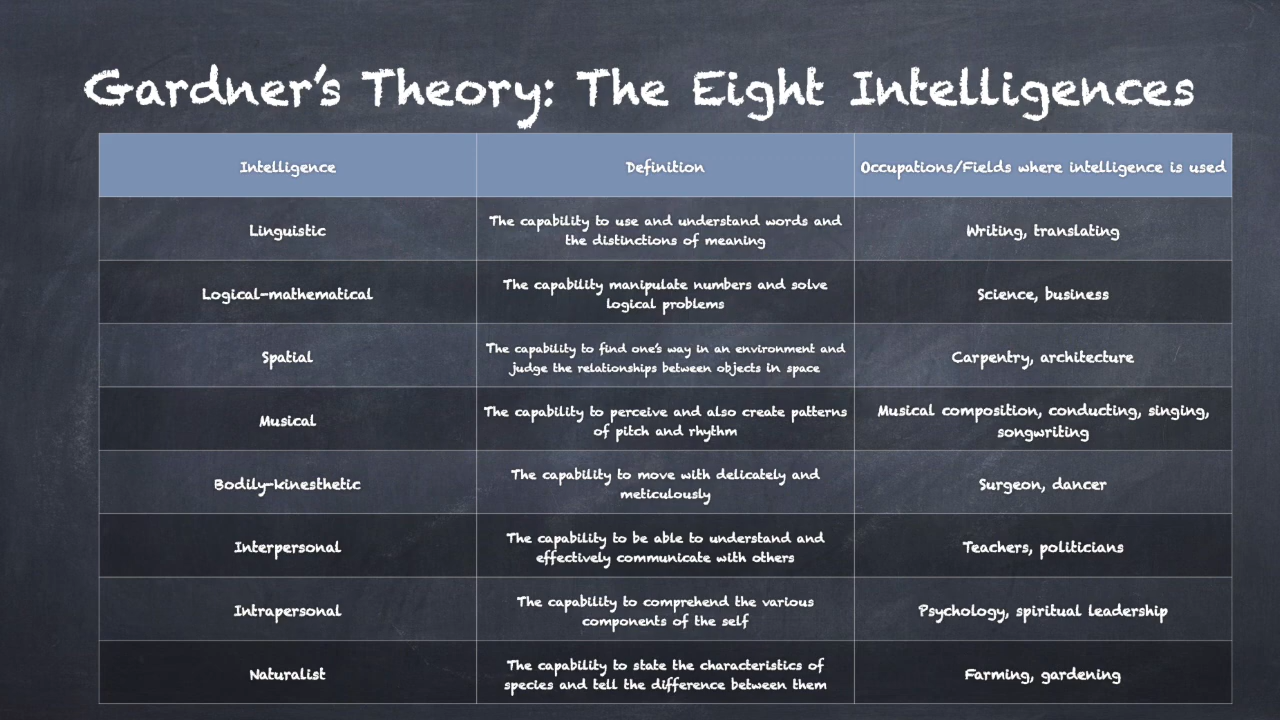 Gardner's Theory: The Eight Intelligences
Intelligence
Definition
Occupations/Fields where intelligence is used
Linguistic
The capability to use and understand words and
the distinctions of meaning
Writing, translating
Logical-mathematical
The capability manipulate numbers and solve
logical problems
Science, business
Spatial
The capability to find one's way in an environment and
judge the relationships between objects in space
Carpentry, architecture
Musical
The capability to perceive and also create patterns
of pitch and rhythm
Musical composition, conducting, singing,
songwriting
Bodily-kinesthetic
The capability to move with delicately and
meticulously
Surgeon, dancer
Interpersonal
The capability to be able to understand and
effectively communicate with others
Teachers, politicians
Intrapersonal
The capability to comprehend the various
components of the self
Psychology, spiritual leadership
Naturalist
The capability to state the characteristics of
species and tell the difference between them
Farming, gardening